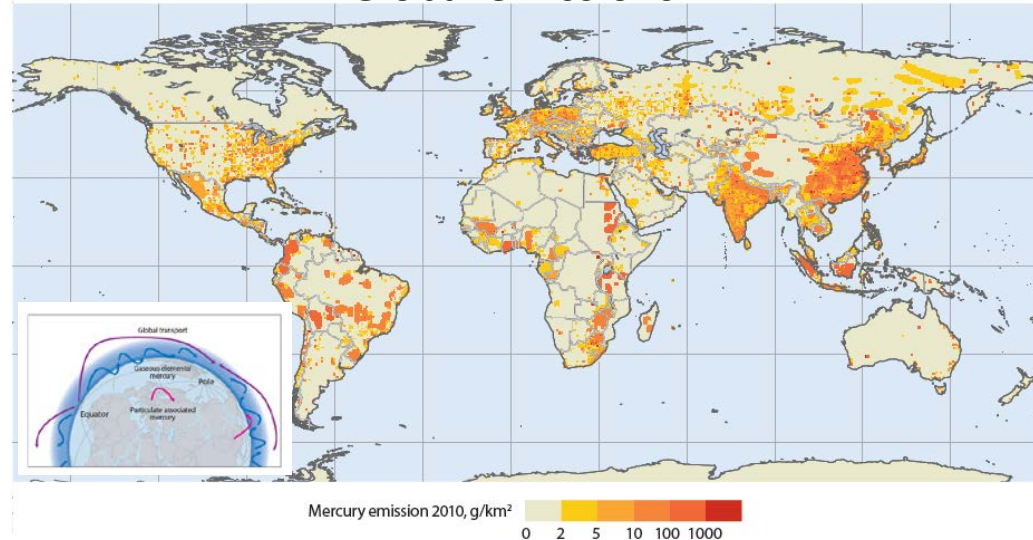 Global transport
Gaseous elemental
mercury
Pole
Equator
Particulate associated
mercury
Mercury emission 2010, g/km²
0 2 5 10 100 1000